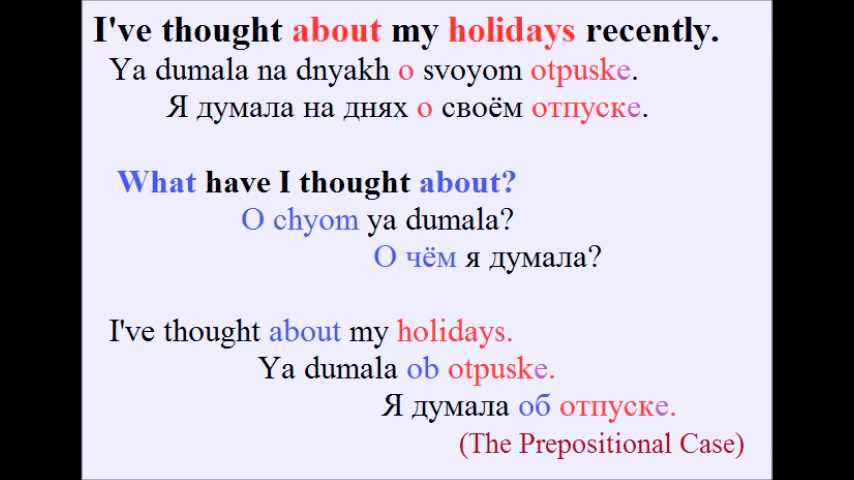 I've thought about my holidays recently.
Ya dumala na dnyakh o svoyom otpuske.
Я думала на днях о своём отпуске.
What have I thought about?
O chyom ya dumala?
О чём я думала?
I've thought about my holidays.
Ya dumala ob otpuske.
Я думала об отпуске.
(The Prepositional Case)